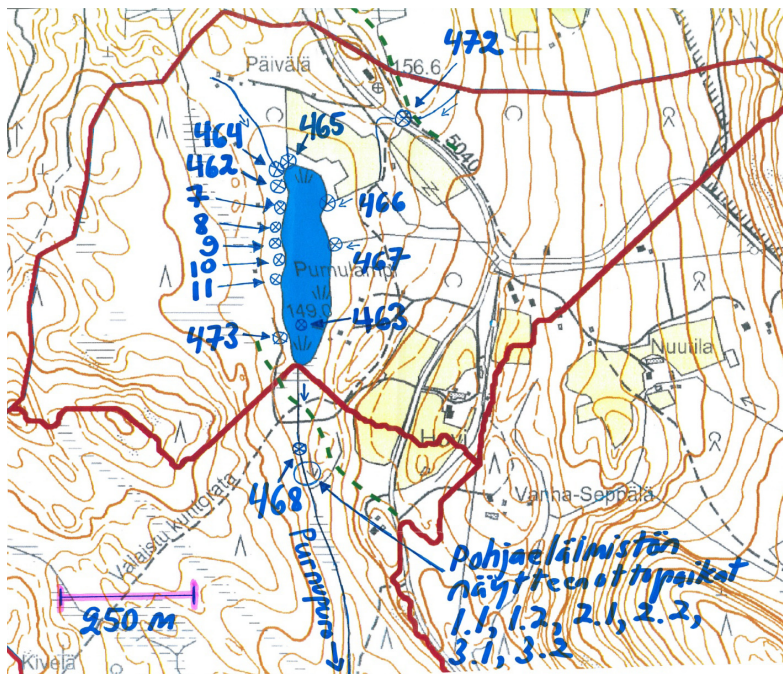 472
Päivälä
156.6
464
465
5040
462
7
466
8
9
467
10
Purnulampi
11
149.0
463
473
Nuutila
Hovi
Vanha-Seppälä
468
Valaistu kuntorata
Pohjaeläimistön
näytteenottopaikat
1.1, 1.2, 2.1, 2.2,
3.1, 3.2
Purnupuro
250 m
Kivelä